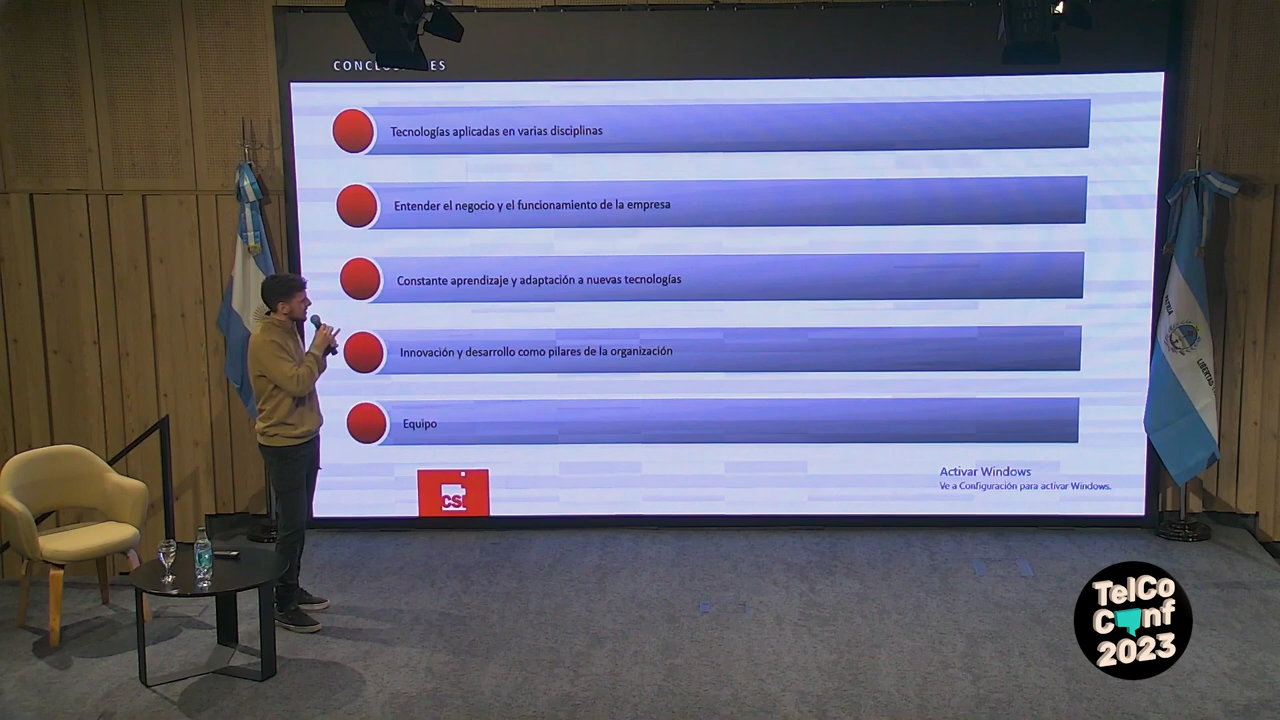 Tecnologías aplicadas en varias disciplinas
Entender el negocio y el funcionamiento de la empresa
Constante aprendizaje y adaptación a nuevas tecnologías
Innovación y desarrollo como pilares de la organización
Equipo
CSI
Activar Windows
Ve a Configuración para activar Windows.
TelCo
Conf
2023